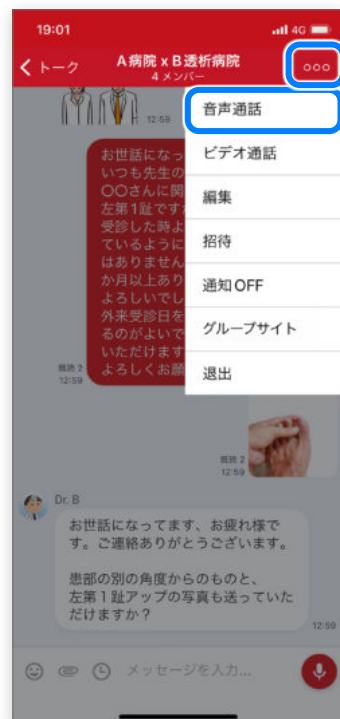 19:01
4G
トーク
A病院 x B透析病院
4 メンバー
音声通話
ビデオ通話
編集
招待
通知OFF
グループサイト
退出
12:59
お世話になっ
いつも先生の
〇〇さんに関
左第1趾です
受診した時よ
ているように
はありません
か月以上あり
よろしいでし
外来受診日を
るのがよいで
いただけます
よろしくお願
既読 2
12:59
既読 2
12:59
Dr. B
お世話になってます、お疲れ様で
す。ご連絡ありがとうございます。
患部の別の角度からのものと、
左第1趾アップの写真も送っていた
だけますか？
12:59
メッセージを入力...